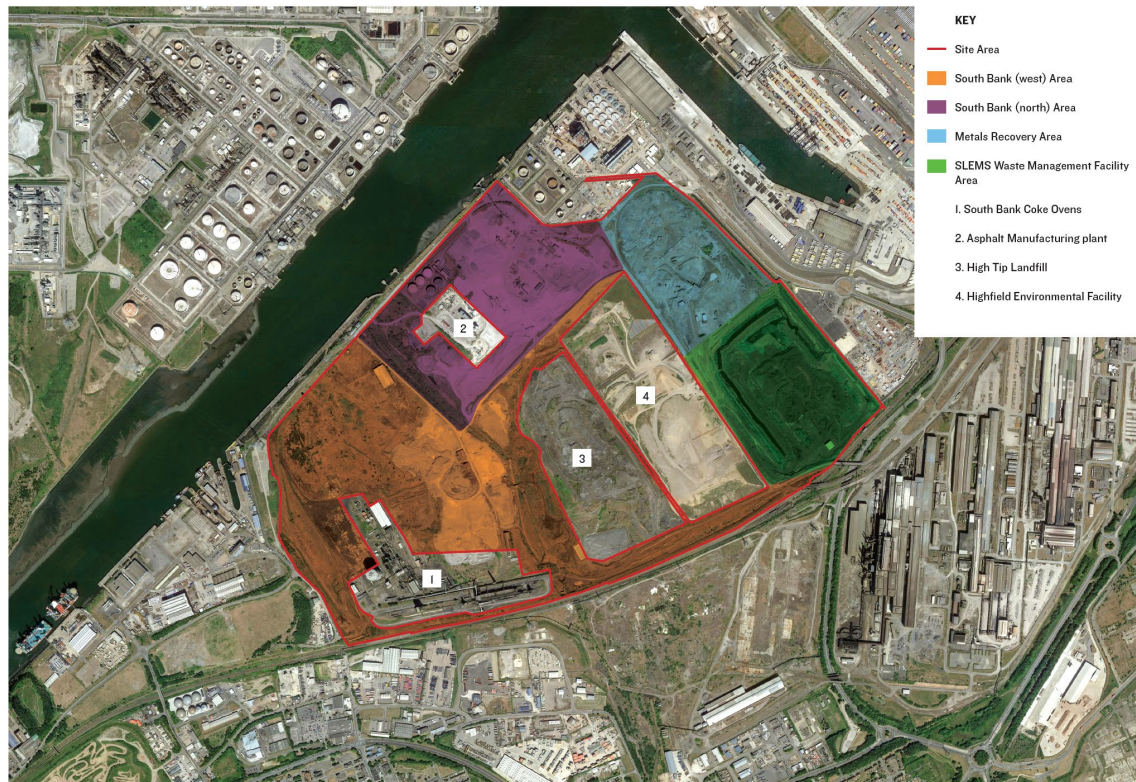 KEY
Site Area
South Bank (west) Area
South Bank (north) Area
Metals Recovery Area
SLEMS Waste Management Facility
Area
1. South Bank Coke Ovens
2. Asphalt Manufacturing plant
3. High Tip Landfill
4. Highfield Environmental Facility
2
4
3
1